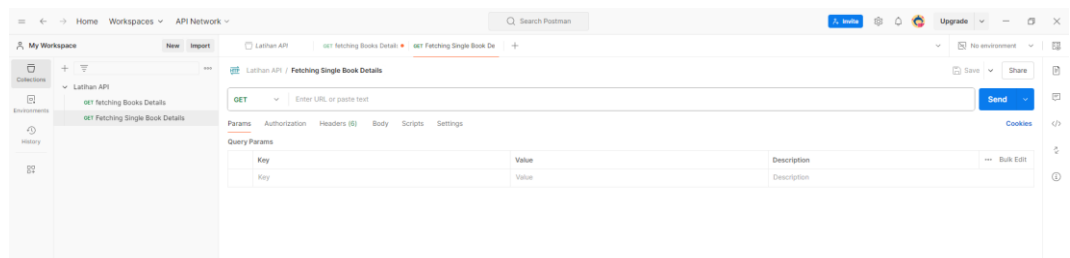 Home Workspaces API Network Search Postman Invite Upgrade
My Workspace New Import Latihan API GET fetching Books Details GET Fetching Single Book De No environment
Collections Latihan API / Fetching Single Book Details Save Share
Latihan API
GET fetching Books Details GET Enter URL or paste text Send
Environments
GET Fetching Single Book Details
Params Authorization Headers (6) Body Scripts Settings Cookies
History Query Params
Key Value Description Bulk Edit
Key Value Description